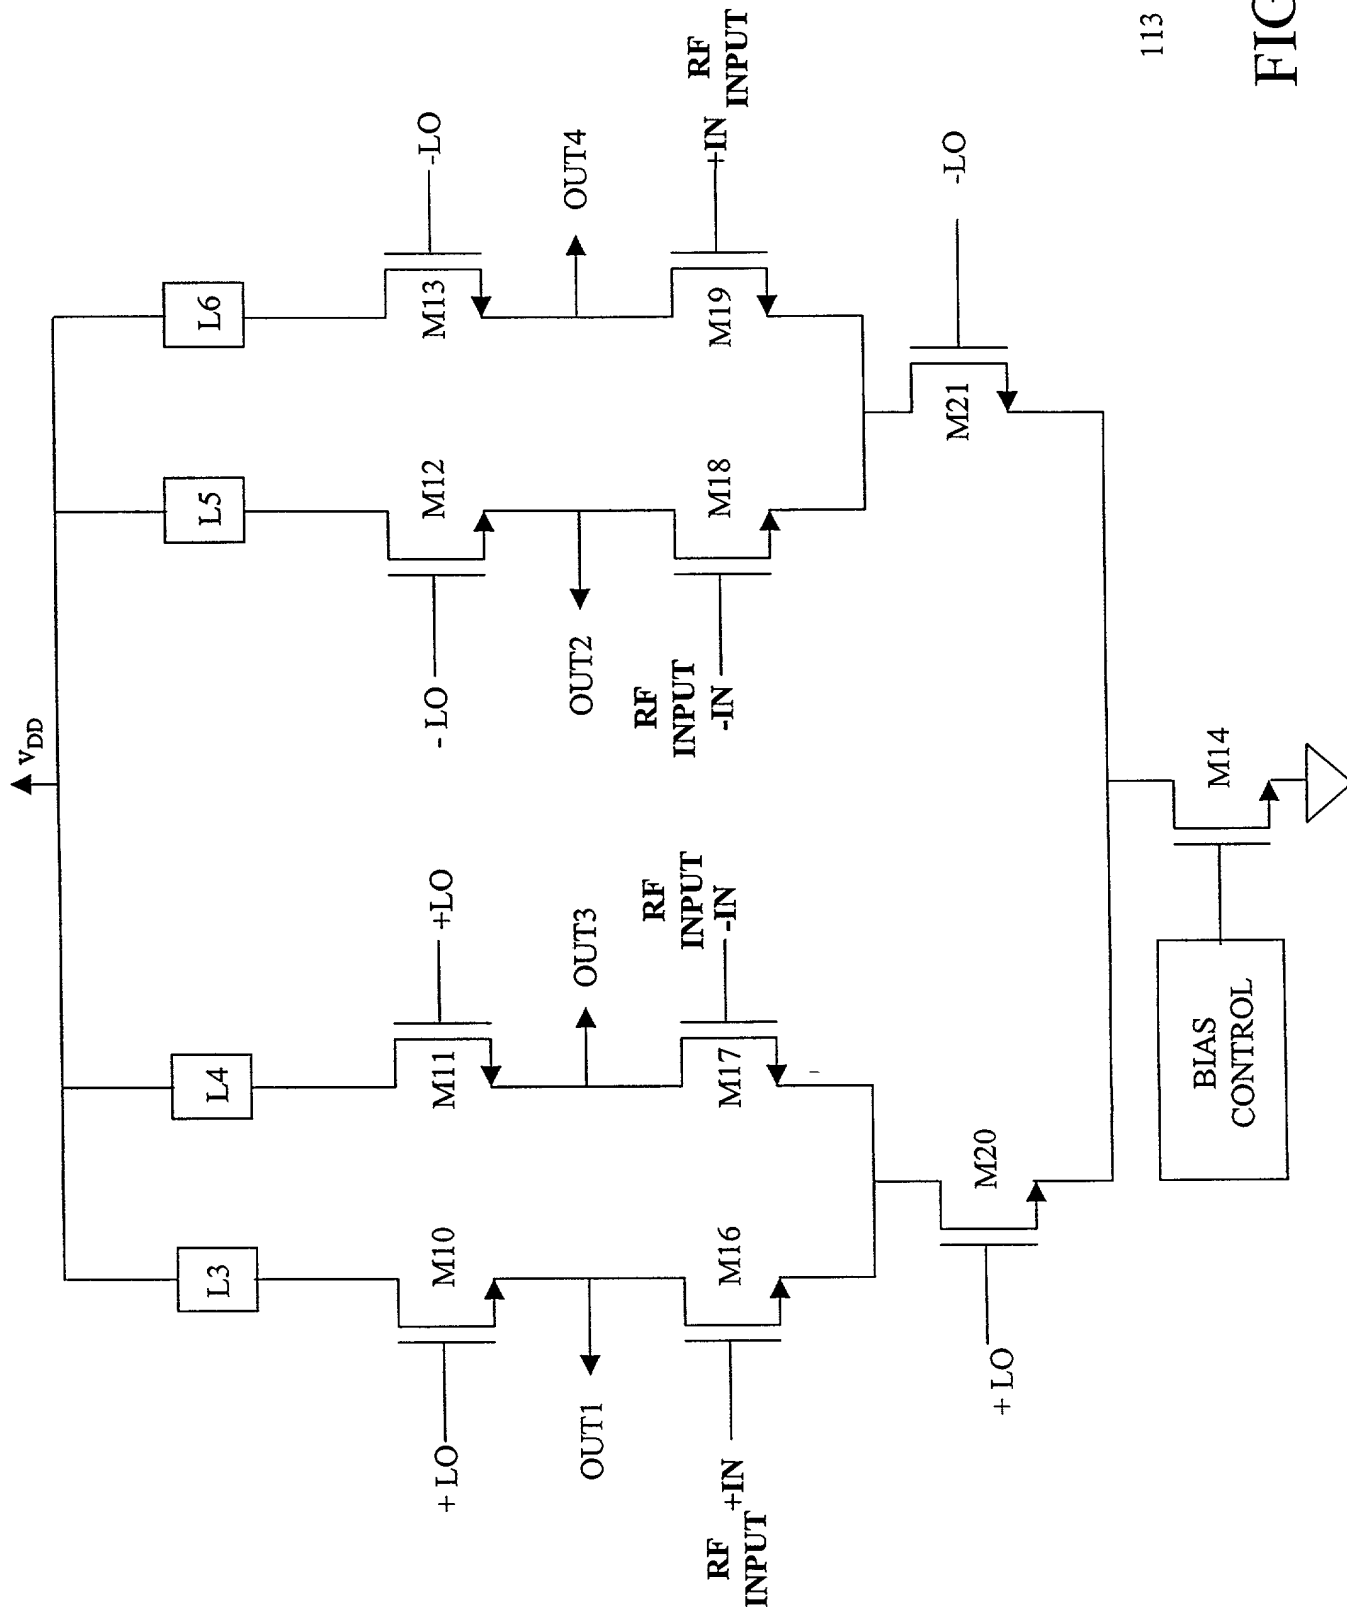 vDD
L3
L4
L5
L6
+ LO
M10
M11
+LO
- LO
M12
M13
-LO
OUT1
OUT3
OUT2
OUT4
RF
INPUT
+IN
M16
M17
RF
INPUT
-IN
RF
INPUT
-IN
M18
M19
+IN
RF
INPUT
+ LO
M20
M21
-LO
BIAS
CONTROL
M14
113
FIG